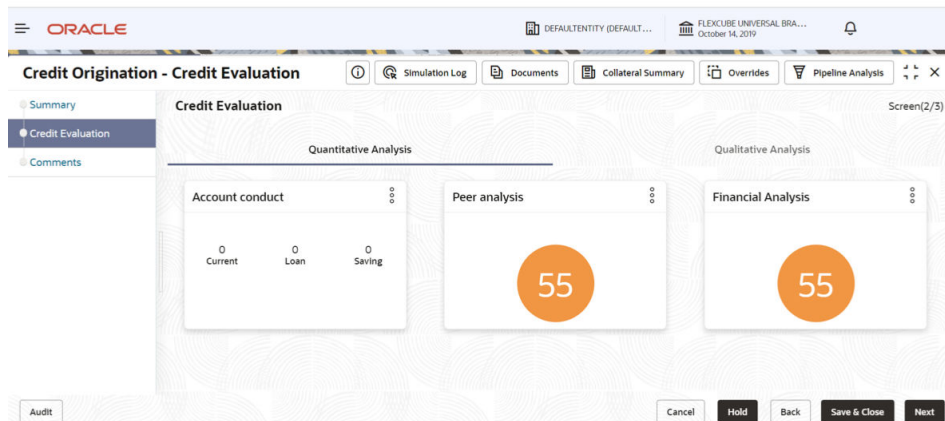 ORACLE
DEFAULTENTITY (DEFAULT...
FLEXCUBE UNIVERSAL BRA...
October 14, 2019
Credit Origination - Credit Evaluation
Simulation Log
Documents
Collateral Summary
Overrides
Pipeline Analysis
Summary
Credit Evaluation
Comments
Credit Evaluation
Screen(2/3)
Quantitative Analysis
Qualitative Analysis
Account conduct
Peer analysis
Financial Analysis
0 0 0
Current Loan Saving
55
55
Audit
Cancel
Hold
Back
Save & Close
Next